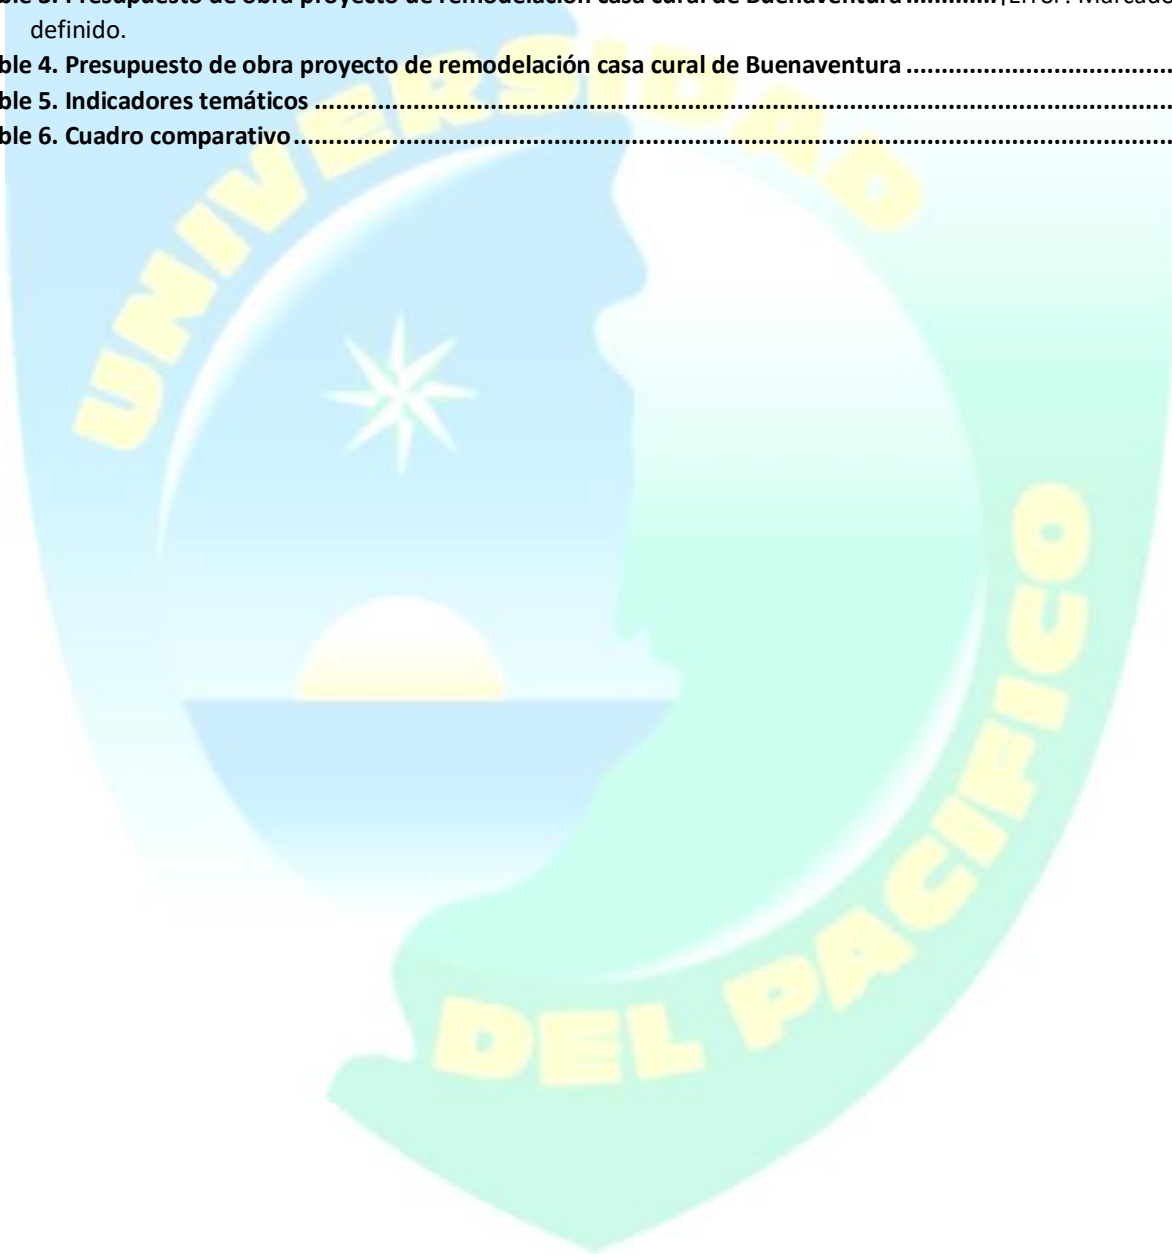 ble 3. Presupuesto de obra proyecto de remodelación casa cural de Buenaventura............¡Error! Marcador
definido.
ble 4. Presupuesto de obra proyecto de remodelación casa cural de Buenaventura
ble 5. Indicadores temáticos
ble 6. Cuadro comparativo
UNIVERSIDAD
DEL PACIFICO